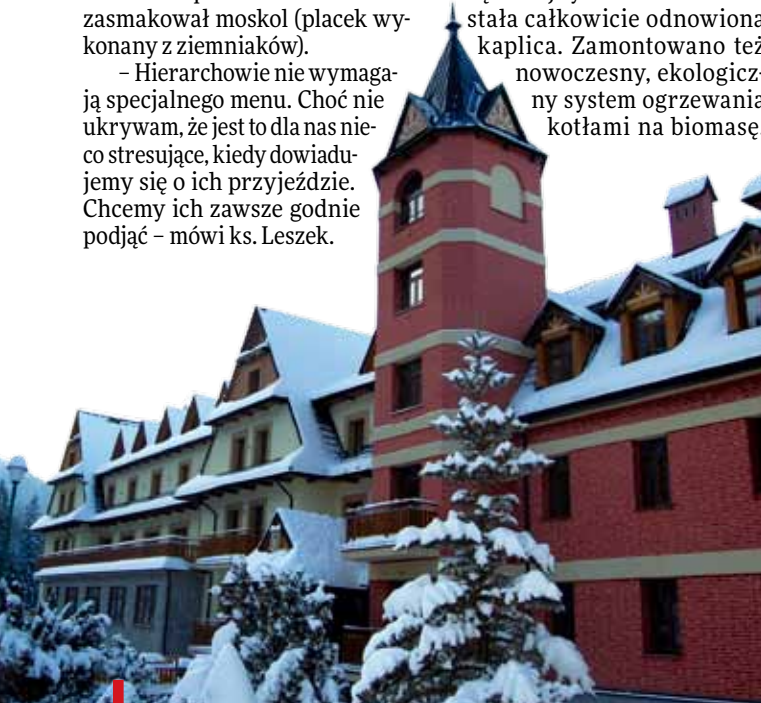 zasmakował moskol (placek wy-
konany z ziemniaków).
– Hierarchowie nie wymaga-
ją specjalnego menu. Choć nie
ukrywam, że jest to dla nas nie-
co stresujące, kiedy dowiadu-
jemy się o ich przyjeździe.
Chcemy ich zawsze godnie
podjąć – mówi ks. Leszek.
stała całkowicie odnowiona
kaplica. Zamontowano też
nowoczesny, ekologicz-
ny system ogrzewania
kotłami na biomasę.